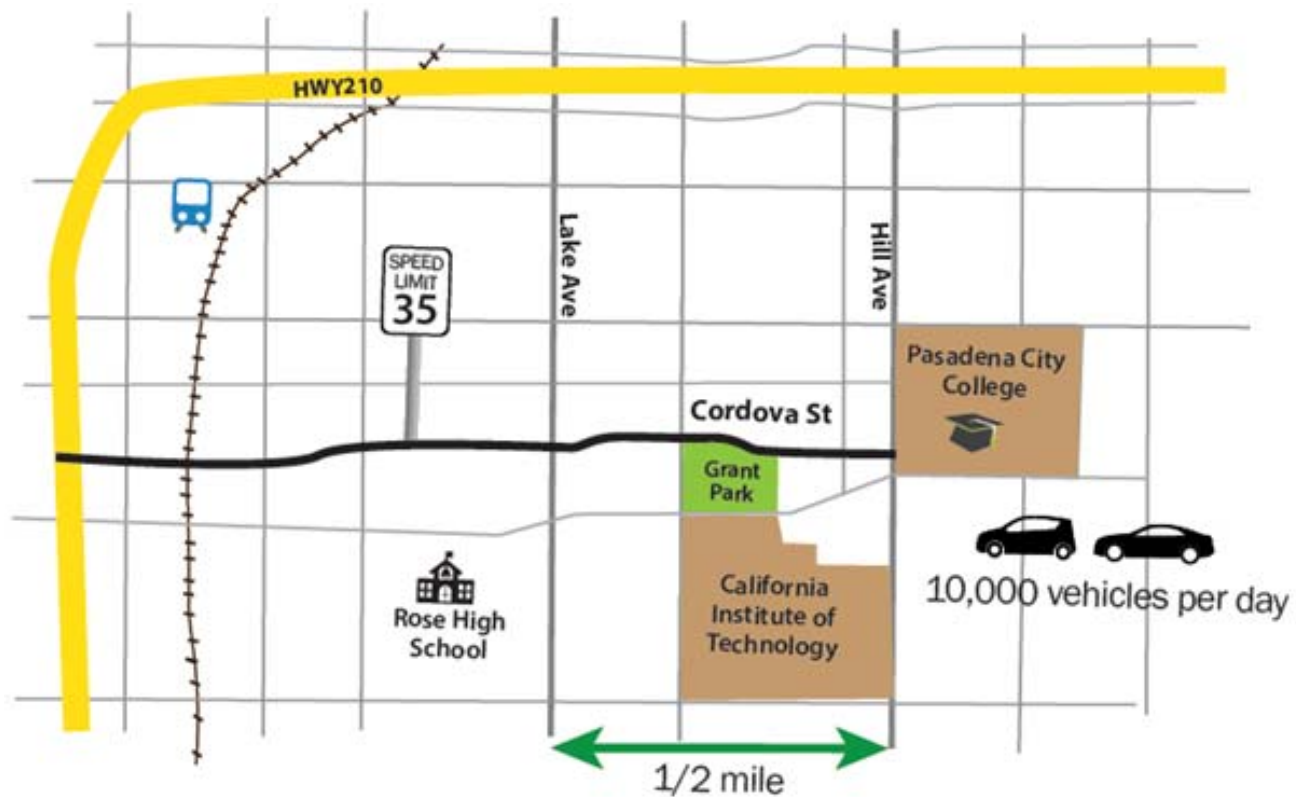 HWY210
Lake Ave
Hill Ave
SPEED
LIMIT
35
Pasadena City
College
Cordova St
Grant
Park
Rose High
School
California
Institute of
Technology
10,000 vehicles per day
1/2 mile